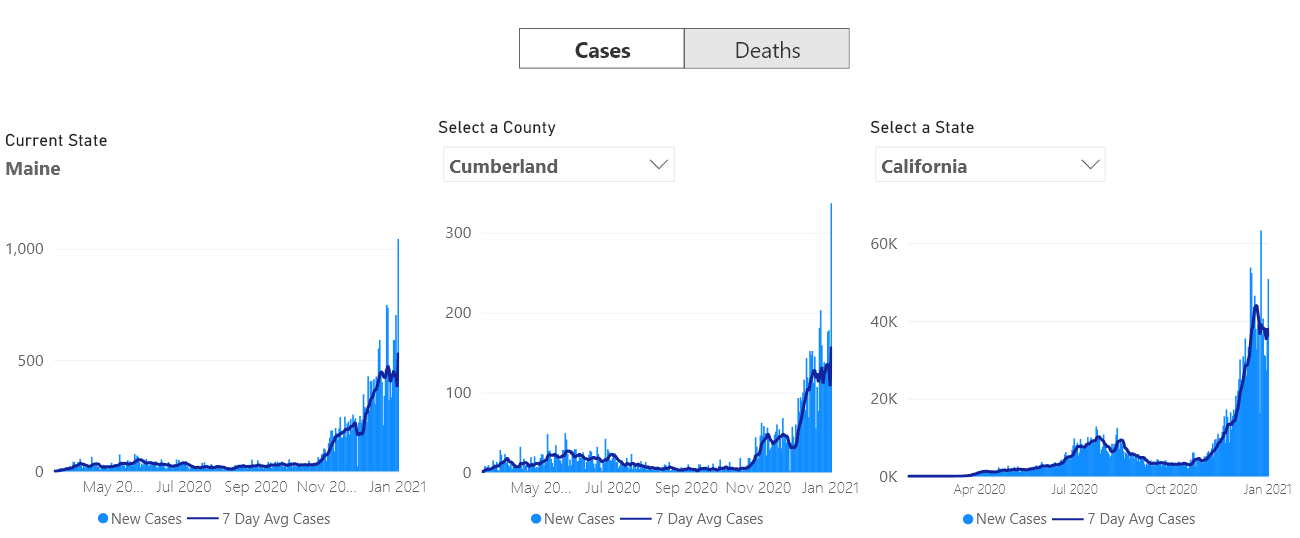 Cases Deaths
Current State
Maine
1,000
500
0
May 20... Jul 2020 Sep 2020 Nov 20... Jan 2021
New Cases 7 Day Avg Cases
Select a County
Cumberland
300
200
100
0
May 20... Jul 2020 Sep 2020 Nov 2020 Jan 2021
New Cases 7 Day Avg Cases
Select a State
California
60K
40K
20K
0K
Apr 2020 Jul 2020 Oct 2020 Jan 2021
New Cases 7 Day Avg Cases